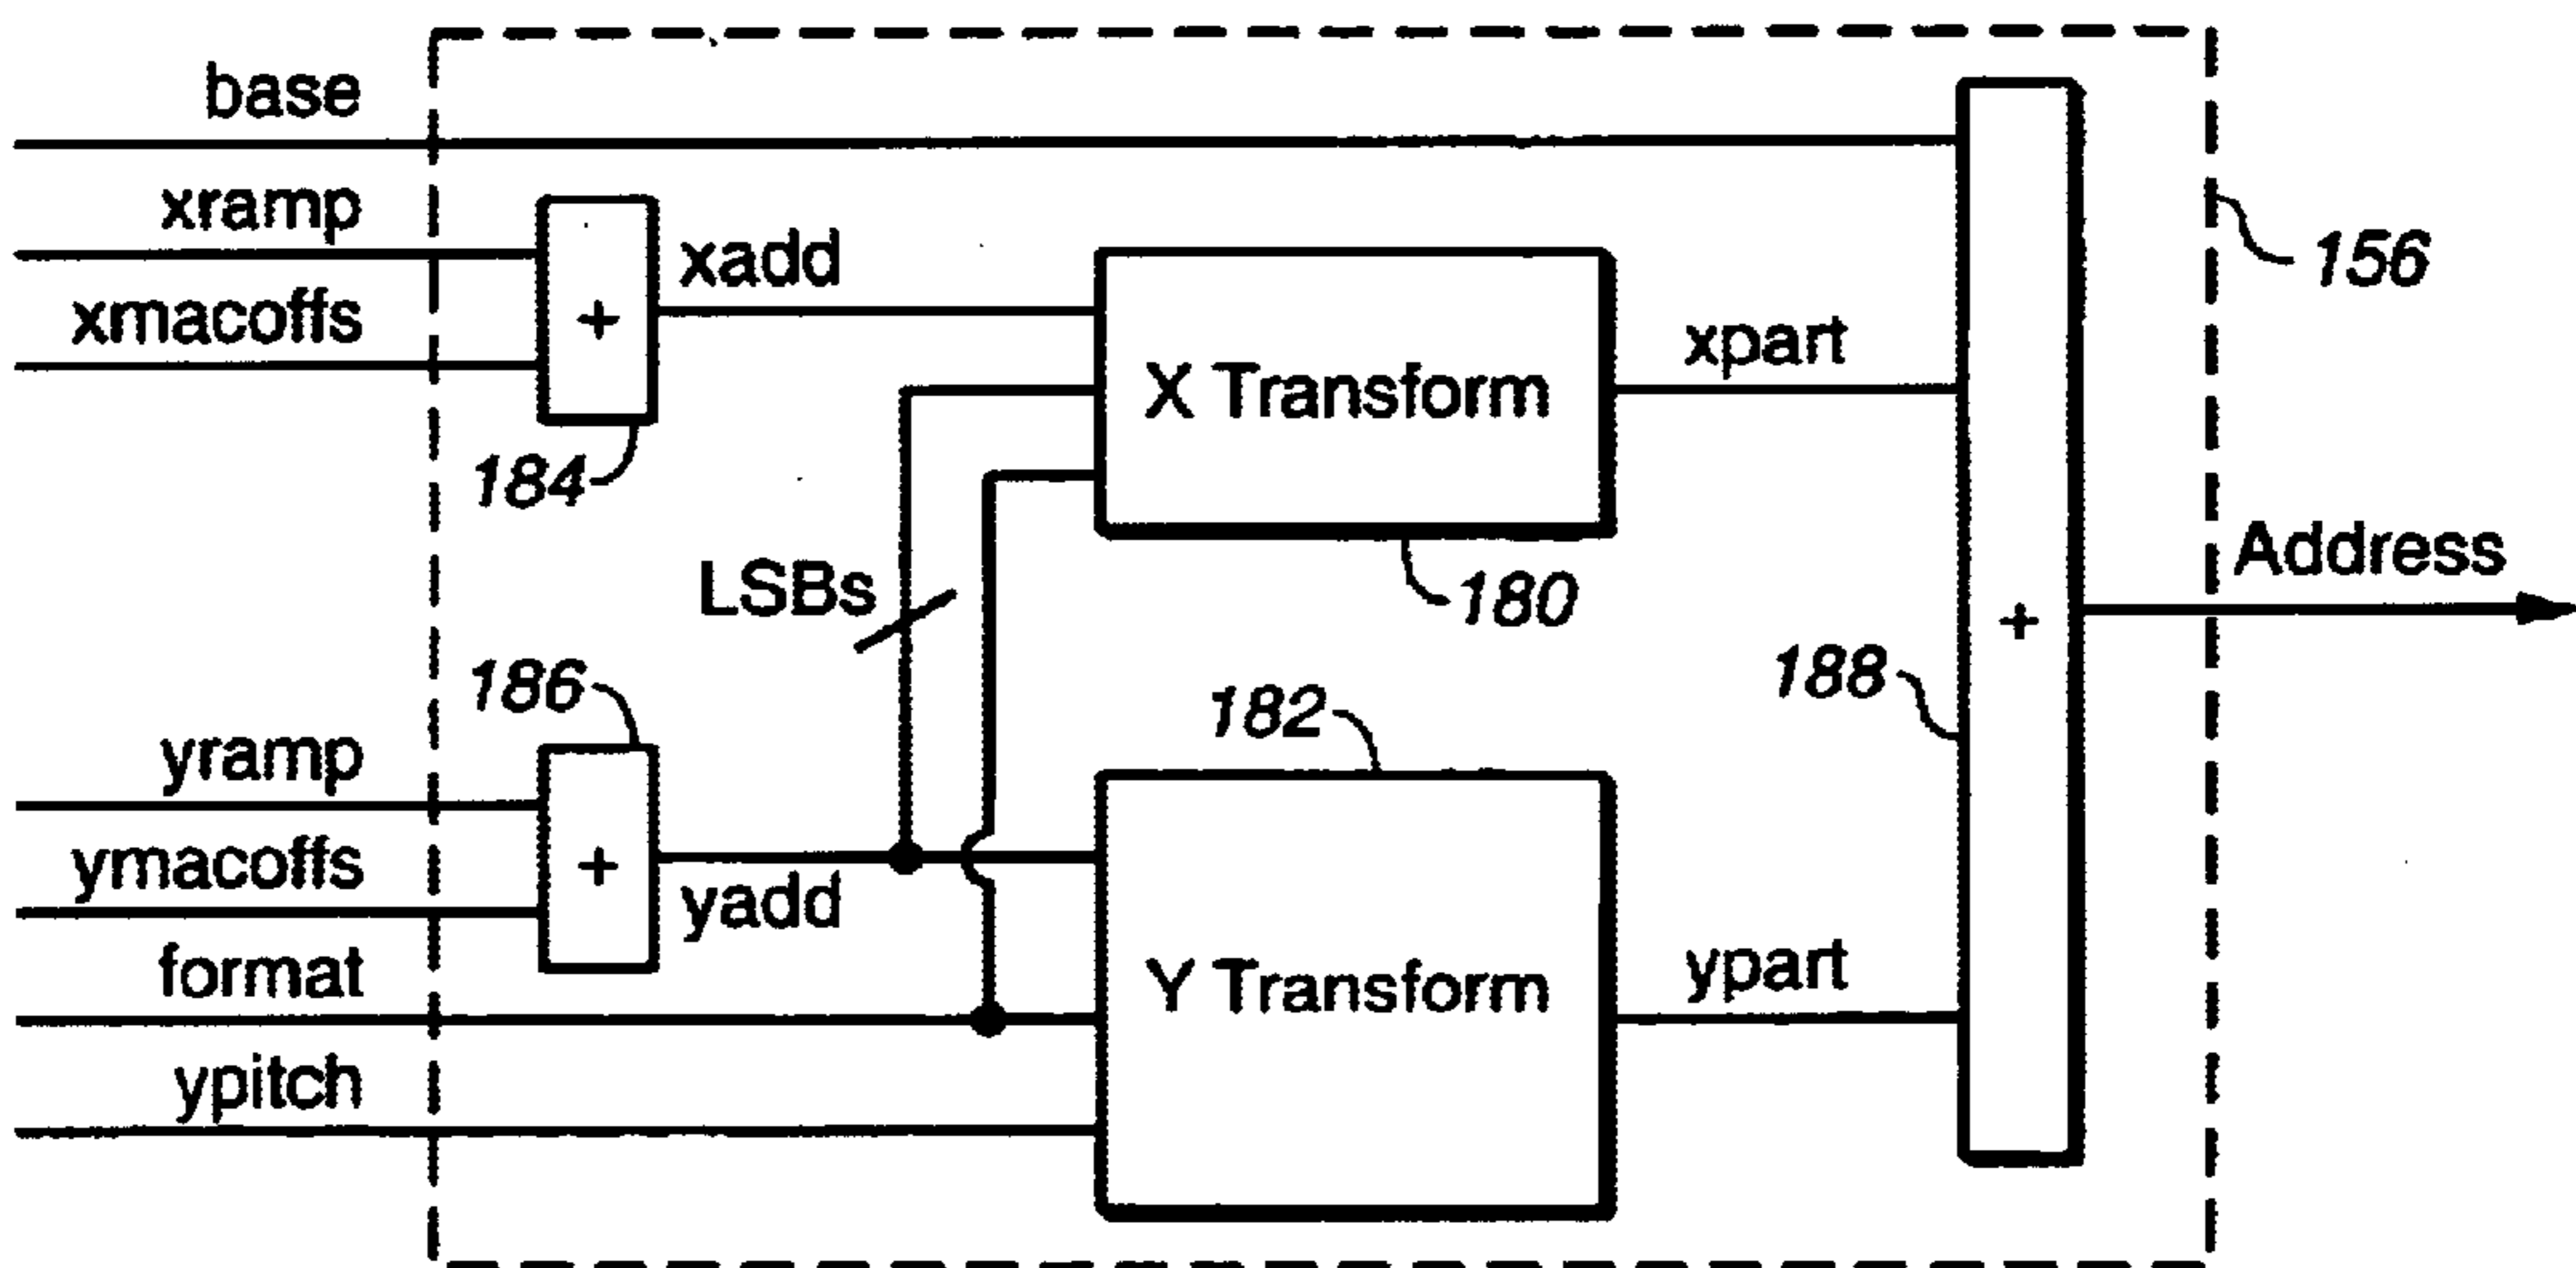 base
xramp
xmacoffs
+
184
xadd
X Transform
180
xpart
156
LSBs
186
yramp
ymacoffs
+
yadd
format
ypitch
182
Y Transform
ypart
188
+
Address